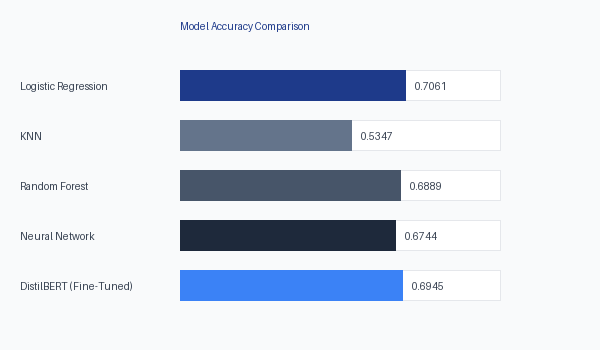 Model Accuracy Comparison
Logistic Regression 0.7061
KNN 0.5347
Random Forest 0.6889
Neural Network 0.6744
DistilBERT (Fine-Tuned) 0.6945